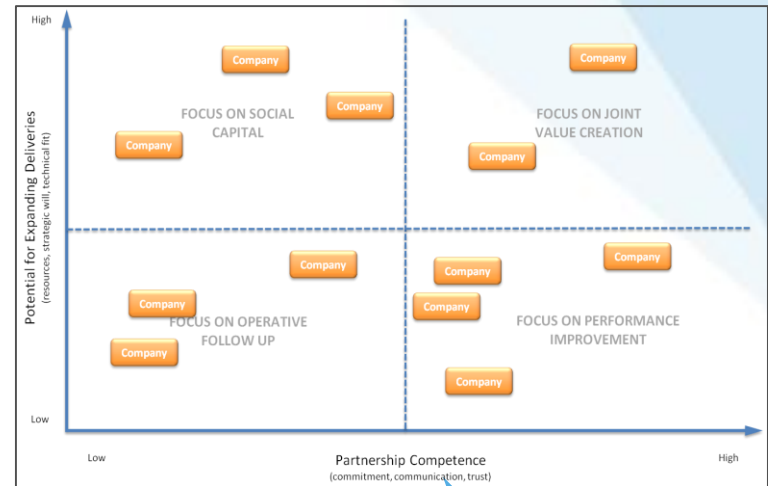 High
Company
Company
Company
Company
Company
FOCUS ON SOCIAL
CAPITAL
FOCUS ON JOINT
VALUE CREATION
Potential for Expanding Deliveries
(resources, strategic will, technical fit)
Company
Company
Company
Company
Company
Company
Company
Company
FOCUS ON OPERATIVE
FOLLOW UP
FOCUS ON PERFORMANCE
IMPROVEMENT
Low
Low
Partnership Competence
(commitment, communication, trust)
High